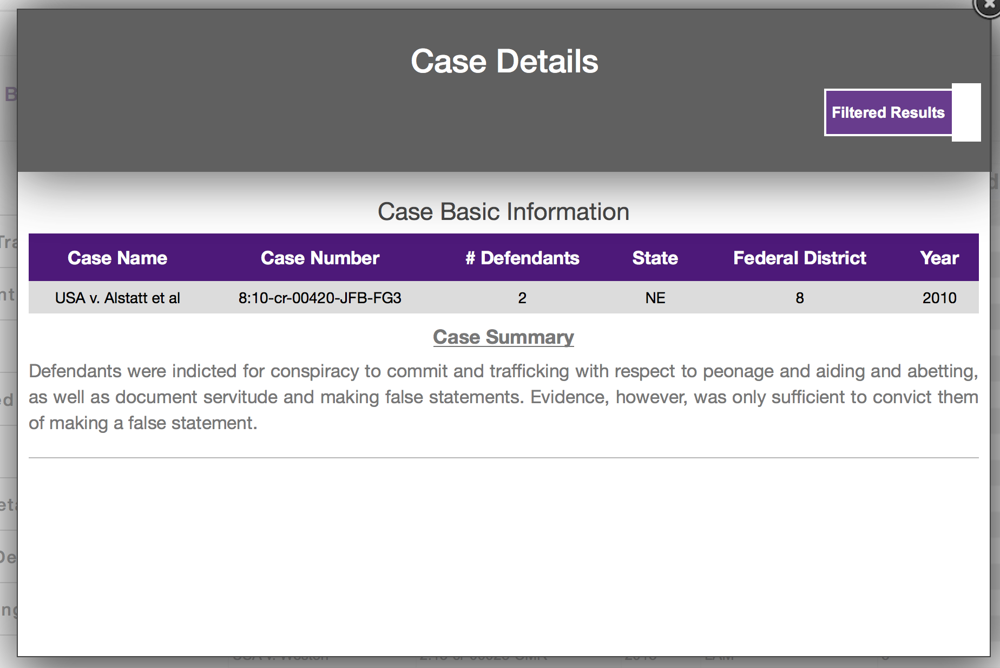 Case Details
Filtered Results
Case Basic Information
Case Name Case Number # Defendants State Federal District Year
USA v. Alstatt et al 8:10-cr-00420-JFB-FG3 2 NE 8 2010
Case Summary
Defendants were indicted for conspiracy to commit and trafficking with respect to peonage and aiding and abetting,
as well as document servitude and making false statements. Evidence, however, was only sufficient to convict them
of making a false statement.